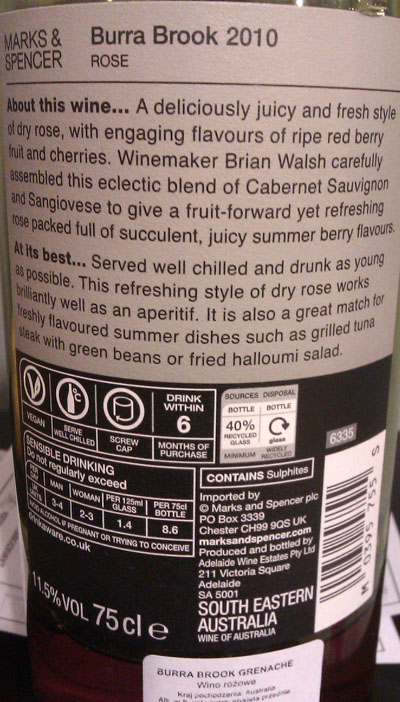 MARKS &
SPENCER
Burra Brook 2010
ROSE
About this wine... A deliciously juicy and fresh style
of dry rose, with engaging flavours of ripe red berry
fruit and cherries. Winemaker Brian Walsh carefully
assembled this eclectic blend of Cabernet Sauvignon
and Sangiovese to give a fruit-forward yet refreshing
rose packed full of succulent, juicy summer berry flavours.
At its best... Served well chilled and drunk as young
as possible. This refreshing style of dry rose works
brilliantly well as an aperitif. It is also a great match for
freshly flavoured summer dishes such as grilled tuna
steak with green beans or fried halloumi salad.
VEGAN
°C
SERVE
WELL CHILLED
SCREW
CAP
DRINK
WITHIN
6
MONTHS OF
PURCHASE
SOURCES DISPOSAL
BOTTLE BOTTLE
40%
RECYCLED
GLASS
glass
MINIMUM WIDELY
RECYCLED
6335
SENSIBLE DRINKING
Do not regularly exceed
UK
UNITS
MAN
3-4
WOMAN
2-3
PER 125ml
GLASS
1.4
PER 75cl
BOTTLE
8.6
AVOID ALCOHOL IF PREGNANT OR TRYING TO CONCEIVE
drinkaware.co.uk
11.5%VOL 75cl e
CONTAINS Sulphites
Imported by
© Marks and Spencer plc
PO Box 3339
Chester CH99 9QS UK
marksandspencer.com
Produced and bottled by
Adelaide Wine Estates Pty Ltd
211 Victoria Square
Adelaide
SA 5001
SOUTH EASTERN
AUSTRALIA
WINE OF AUSTRALIA
M 0395 755 S
BURRA BROOK GRENACHE
Wino różowe
Kraj pochodzenia: Australia